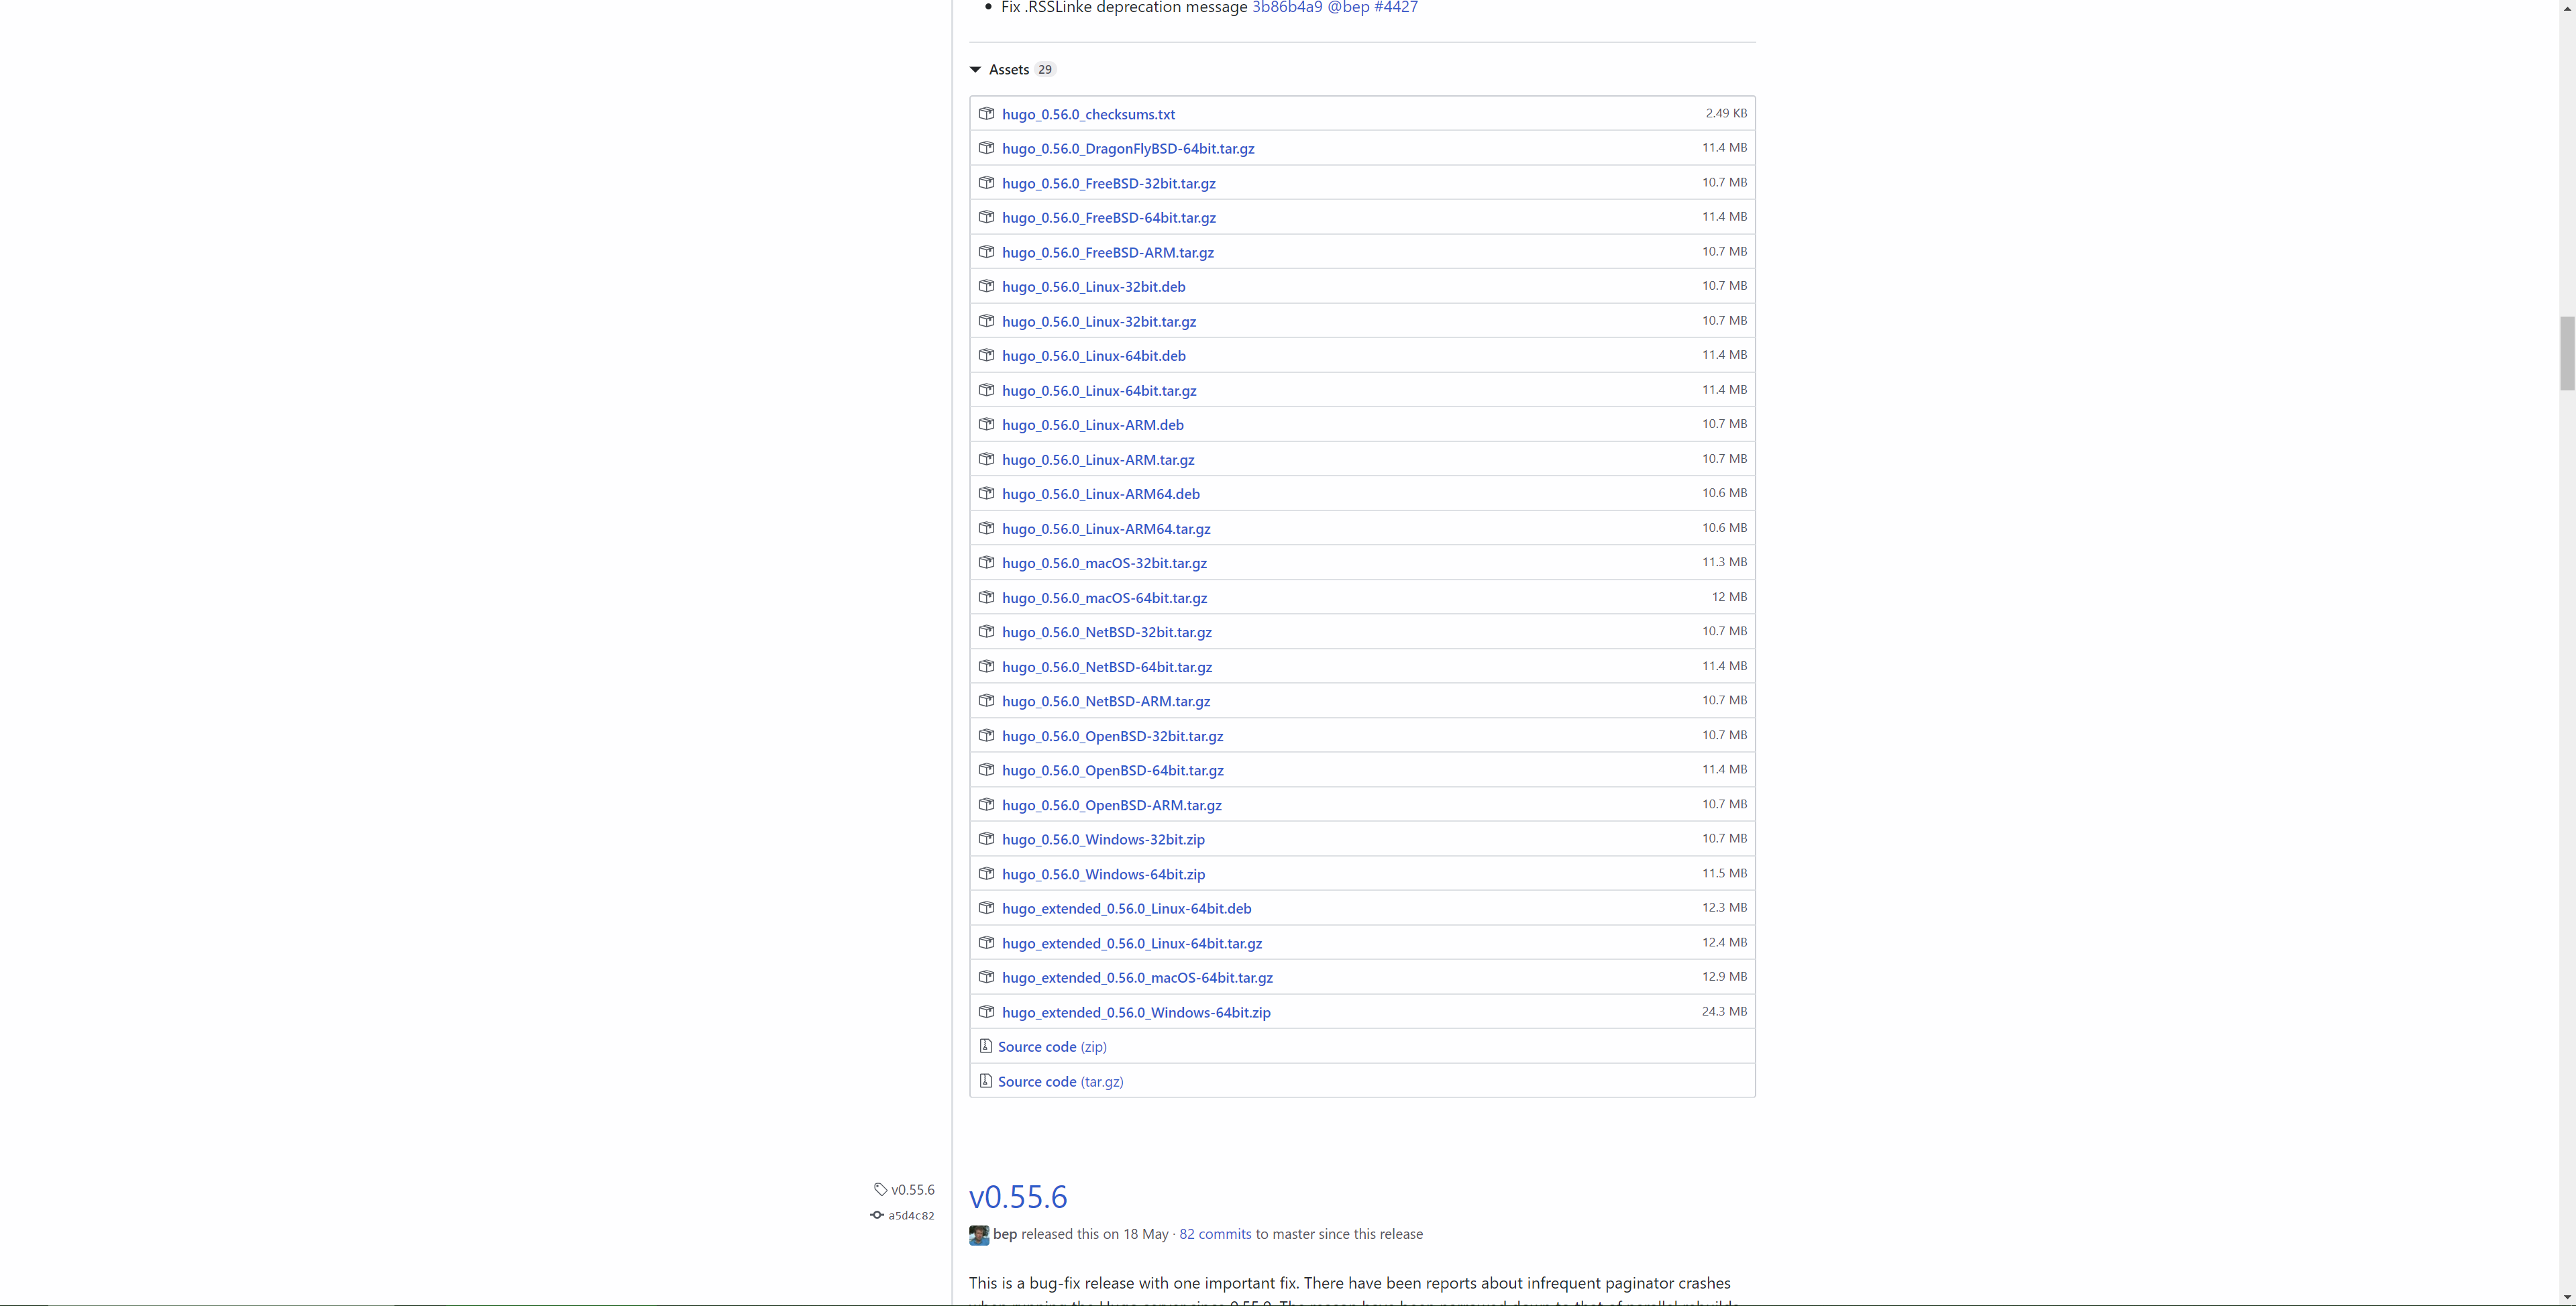 Fix .RSSLinke deprecation message 3b86b4a9 @bep #4427
Assets 29
hugo_0.56.0_checksums.txt 2.49 KB
hugo_0.56.0_DragonFlyBSD-64bit.tar.gz 11.4 MB
hugo_0.56.0_FreeBSD-32bit.tar.gz 10.7 MB
hugo_0.56.0_FreeBSD-64bit.tar.gz 11.4 MB
hugo_0.56.0_FreeBSD-ARM.tar.gz 10.7 MB
hugo_0.56.0_Linux-32bit.deb 10.7 MB
hugo_0.56.0_Linux-32bit.tar.gz 10.7 MB
hugo_0.56.0_Linux-64bit.deb 11.4 MB
hugo_0.56.0_Linux-64bit.tar.gz 11.4 MB
hugo_0.56.0_Linux-ARM.deb 10.7 MB
hugo_0.56.0_Linux-ARM.tar.gz 10.7 MB
hugo_0.56.0_Linux-ARM64.deb 10.6 MB
hugo_0.56.0_Linux-ARM64.tar.gz 10.6 MB
hugo_0.56.0_macOS-32bit.tar.gz 11.3 MB
hugo_0.56.0_macOS-64bit.tar.gz 12 MB
hugo_0.56.0_NetBSD-32bit.tar.gz 10.7 MB
hugo_0.56.0_NetBSD-64bit.tar.gz 11.4 MB
hugo_0.56.0_NetBSD-ARM.tar.gz 10.7 MB
hugo_0.56.0_OpenBSD-32bit.tar.gz 10.7 MB
hugo_0.56.0_OpenBSD-64bit.tar.gz 11.4 MB
hugo_0.56.0_OpenBSD-ARM.tar.gz 10.7 MB
hugo_0.56.0_Windows-32bit.zip 10.7 MB
hugo_0.56.0_Windows-64bit.zip 11.5 MB
hugo_extended_0.56.0_Linux-64bit.deb 12.3 MB
hugo_extended_0.56.0_Linux-64bit.tar.gz 12.4 MB
hugo_extended_0.56.0_macOS-64bit.tar.gz 12.9 MB
hugo_extended_0.56.0_Windows-64bit.zip 24.3 MB
Source code (zip)
Source code (tar.gz)
v0.55.6
a5d4c82
v0.55.6
bep released this on 18 May · 82 commits to master since this release
This is a bug-fix release with one important fix. There have been reports about infrequent paginator crashes